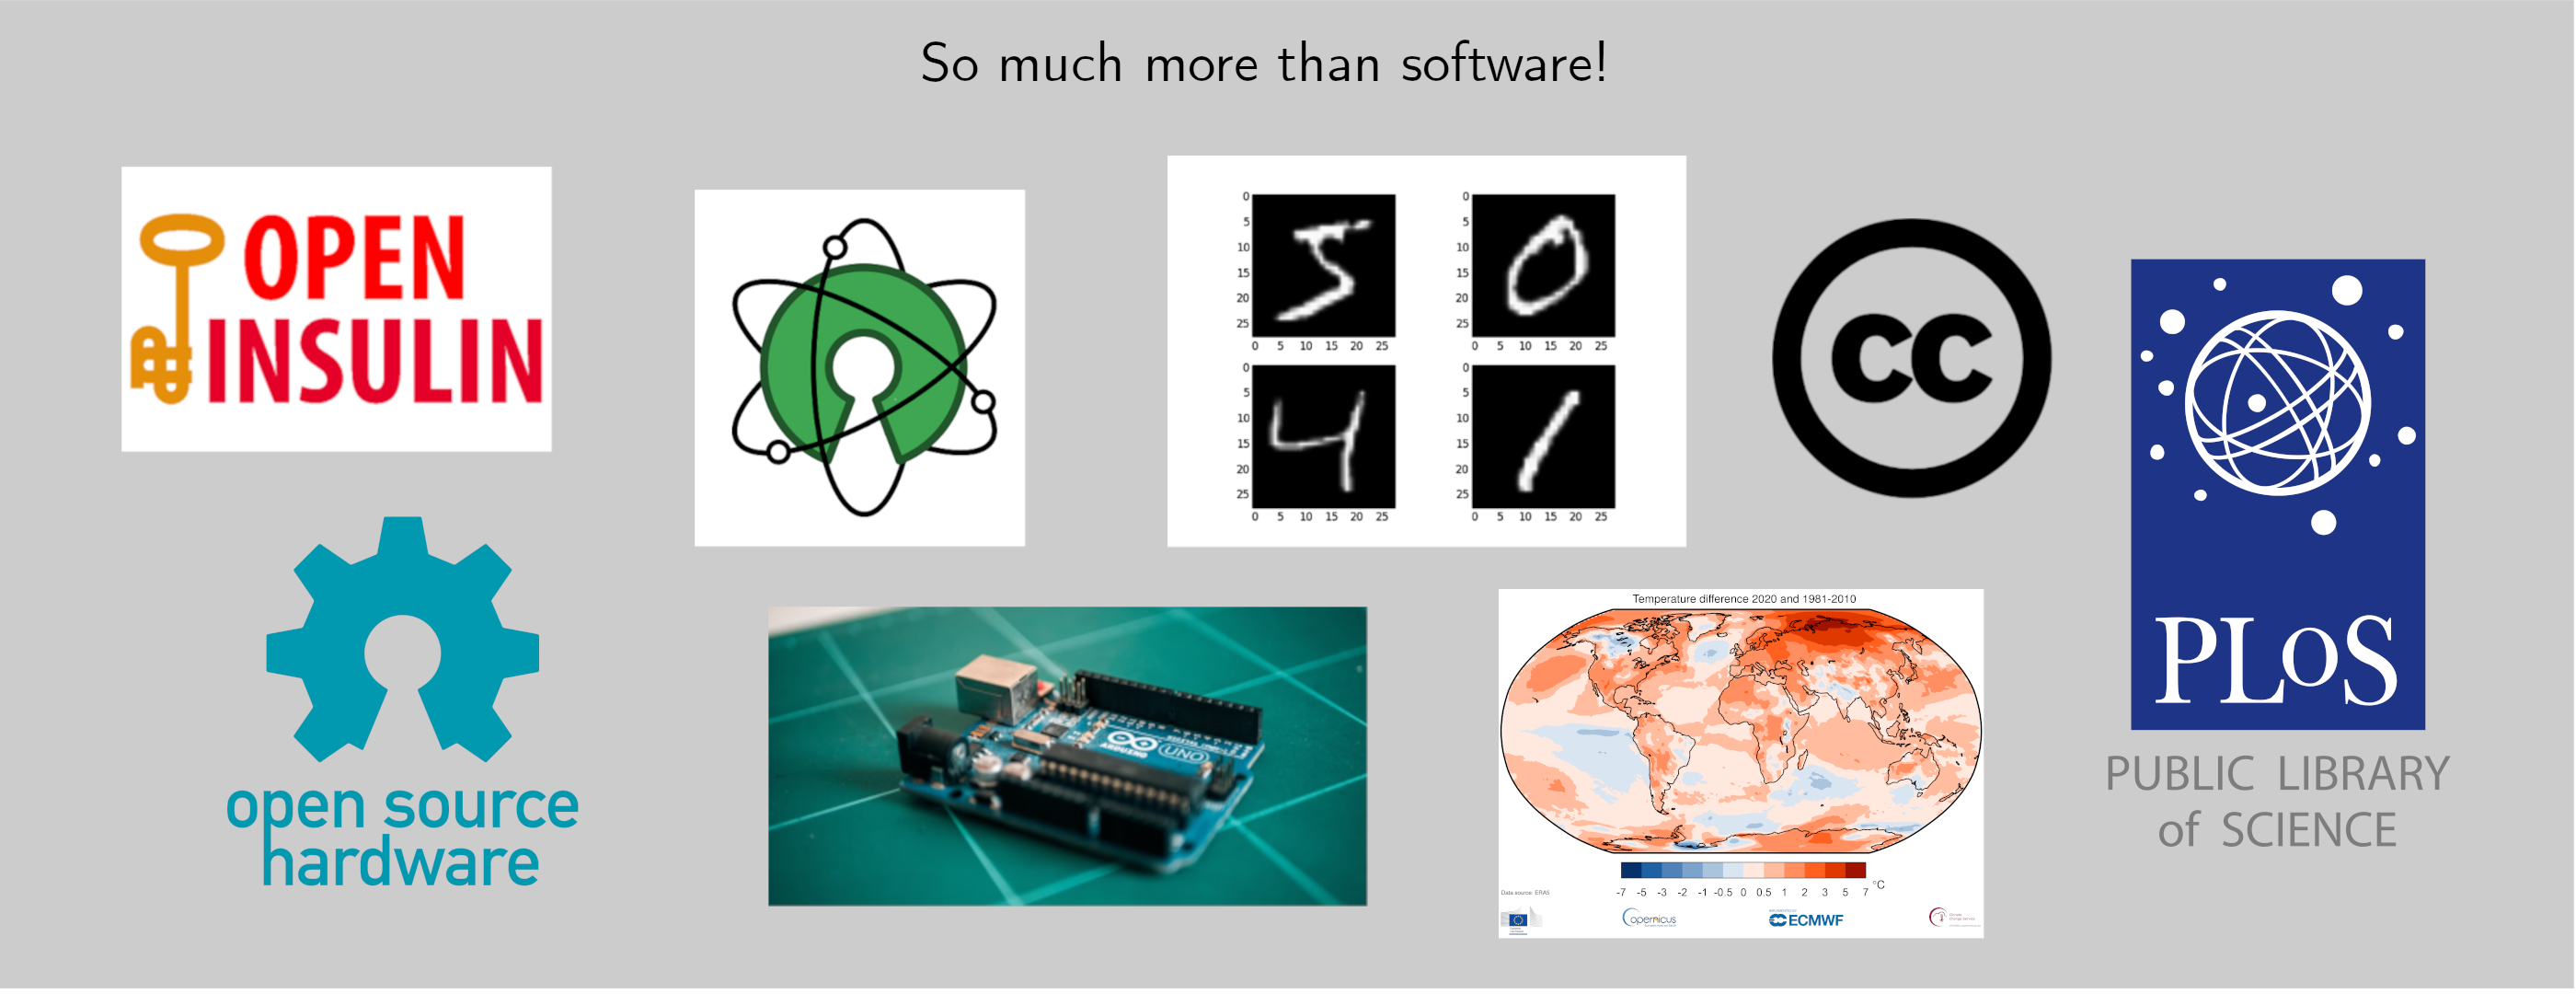 So much more than software!
OPEN
INSULIN
0
5
10
15
20
25
0 5 10 15 20 25
0
5
10
15
20
25
0 5 10 15 20 25
0
5
10
15
20
25
0 5 10 15 20 25
0
5
10
15
20
25
0 5 10 15 20 25
cc
PLoS
PUBLIC LIBRARY
of SCIENCE
open source
hardware
ARDUINO
UNO
Temperature difference 2020 and 1981-2010
-7 -5 -3 -2 -1 -0.5 0 0.5 1 2 3 5 7 °C
Data source: ERA5
opernicus
ECMWF